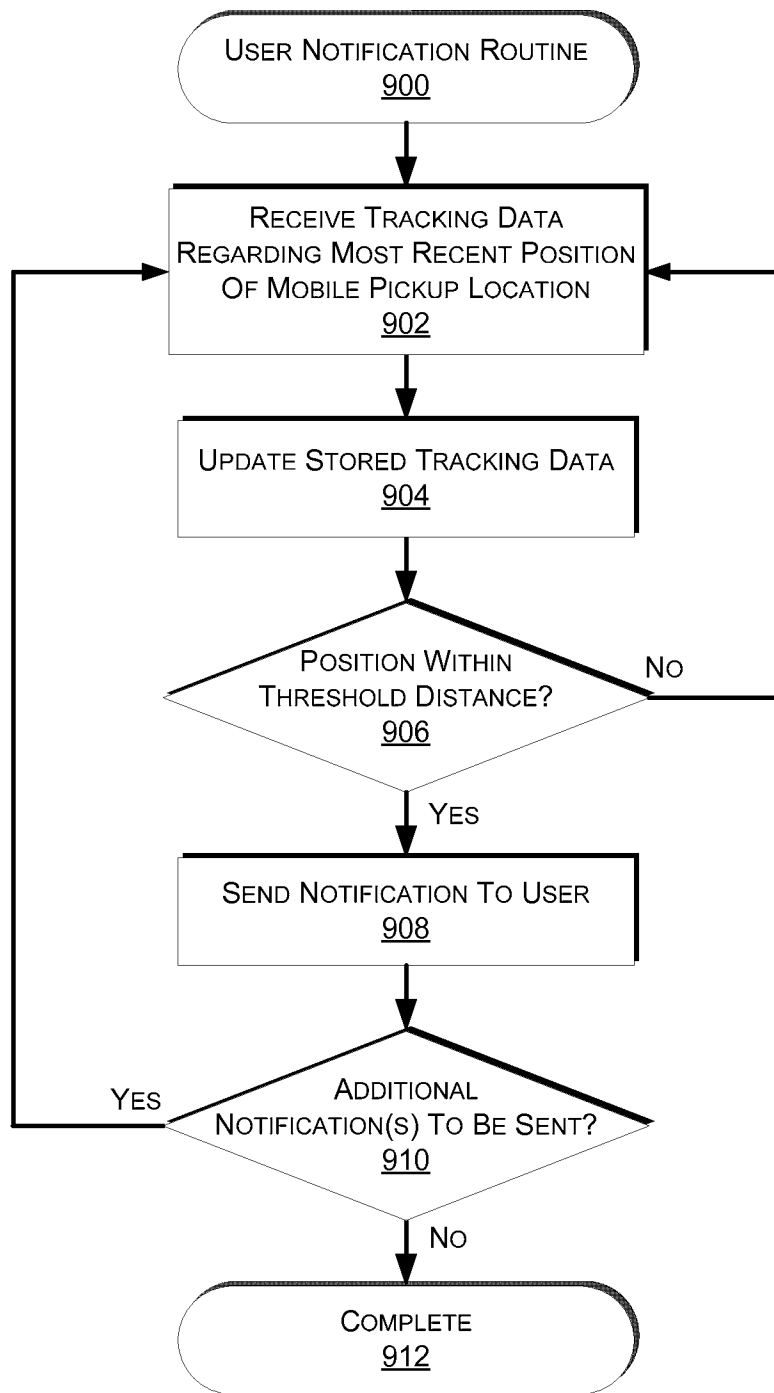 USER NOTIFICATION ROUTINE
900
RECEIVE TRACKING DATA
REGARDING MOST RECENT POSITION
OF MOBILE PICKUP LOCATION
902
UPDATE STORED TRACKING DATA
904
POSITION WITHIN
THRESHOLD DISTANCE?
906
NO
YES
SEND NOTIFICATION TO USER
908
YES
ADDITIONAL
NOTIFICATION(S) TO BE SENT?
910
NO
COMPLETE
912